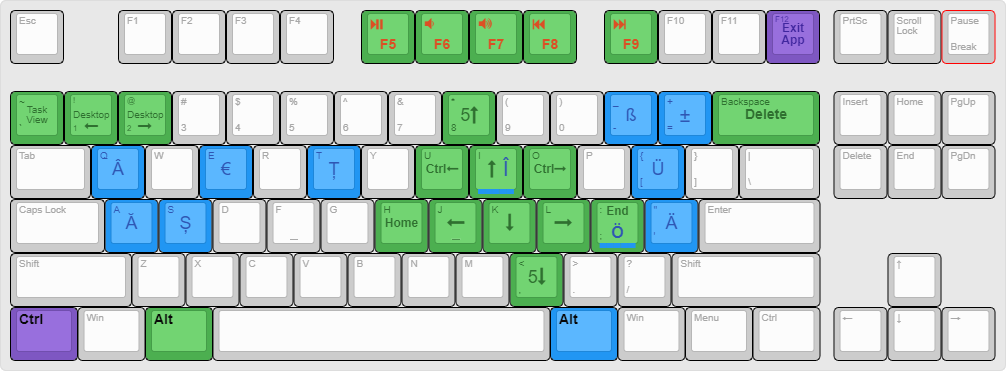 Esc F1 F2 F3 F4 F5 F6 F7 F8 F9 F10 F11 F12 Exit App PrtSc Scroll Lock Pause Break
~ ` Task View ! 1 Desktop ← @ 2 Desktop → # 3 $ 4 % 5 ^ 6 & 7 * 8 5↑ ( 9 ) 0 _ - ß + = ± Backspace Delete Insert Home PgUp
Tab Q Â W E € R T Ț Y U Ctrl← I ↑ Î O Ctrl→ P { [ Ü } ] | \ Delete End PgDn
Caps Lock A Ă S Ș D F _ G H Home J ← _ K ↓ L → : ; End Ö " ' Ä Enter
Shift Z X C V B N M < , 5↓ > . ? / Shift ↑
Ctrl Win Alt Alt Win Menu Ctrl ← ↓ →